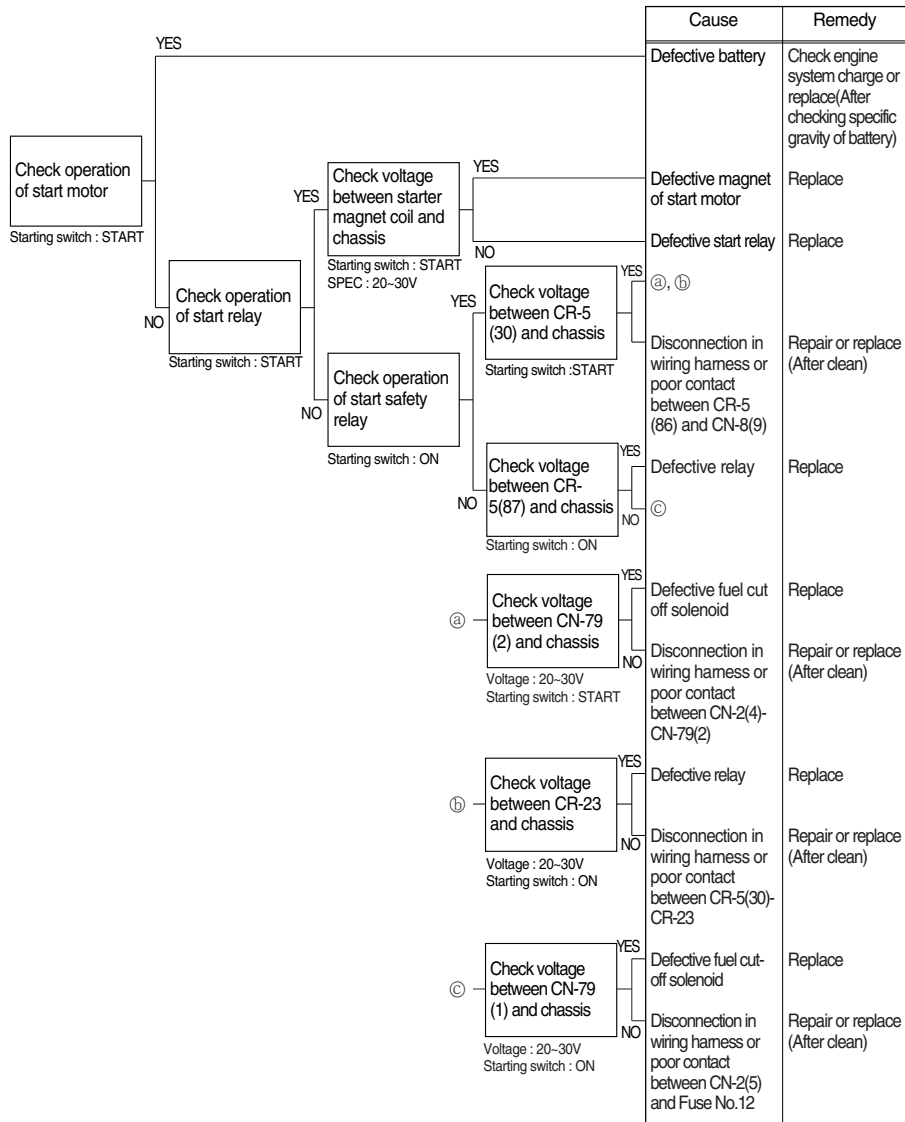 Cause
Remedy
YES
Defective battery
Check engine
system charge or
replace(After
checking specific
gravity of battery)
Check operation
of start motor
Starting switch : START
YES
Check voltage
between starter
magnet coil and
chassis
Starting switch : START
SPEC : 20~30V
YES
Defective magnet
of start motor
Replace
NO
Defective start relay
Replace
NO
Check operation
of start relay
Starting switch : START
NO
Check operation
of start safety
relay
Starting switch : ON
YES
Check voltage
between CR-5
(30) and chassis
Starting switch :START
YES
ⓐ, ⓑ
Disconnection in
wiring harness or
poor contact
between CR-5
(86) and CN-8(9)
Repair or replace
(After clean)
NO
Check voltage
between CR-
5(87) and chassis
Starting switch : ON
YES
Defective relay
Replace
NO
ⓒ
ⓐ
Check voltage
between CN-79
(2) and chassis
Voltage : 20~30V
Starting switch : START
YES
Defective fuel cut
off solenoid
Replace
NO
Disconnection in
wiring harness or
poor contact
between CN-2(4)-
CN-79(2)
Repair or replace
(After clean)
ⓑ
Check voltage
between CR-23
and chassis
Voltage : 20~30V
Starting switch : ON
YES
Defective relay
Replace
NO
Disconnection in
wiring harness or
poor contact
between CR-5(30)-
CR-23
Repair or replace
(After clean)
ⓒ
Check voltage
between CN-79
(1) and chassis
Voltage : 20~30V
Starting switch : ON
YES
Defective fuel cut-
off solenoid
Replace
NO
Disconnection in
wiring harness or
poor contact
between CN-2(5)
and Fuse No.12
Repair or replace
(After clean)